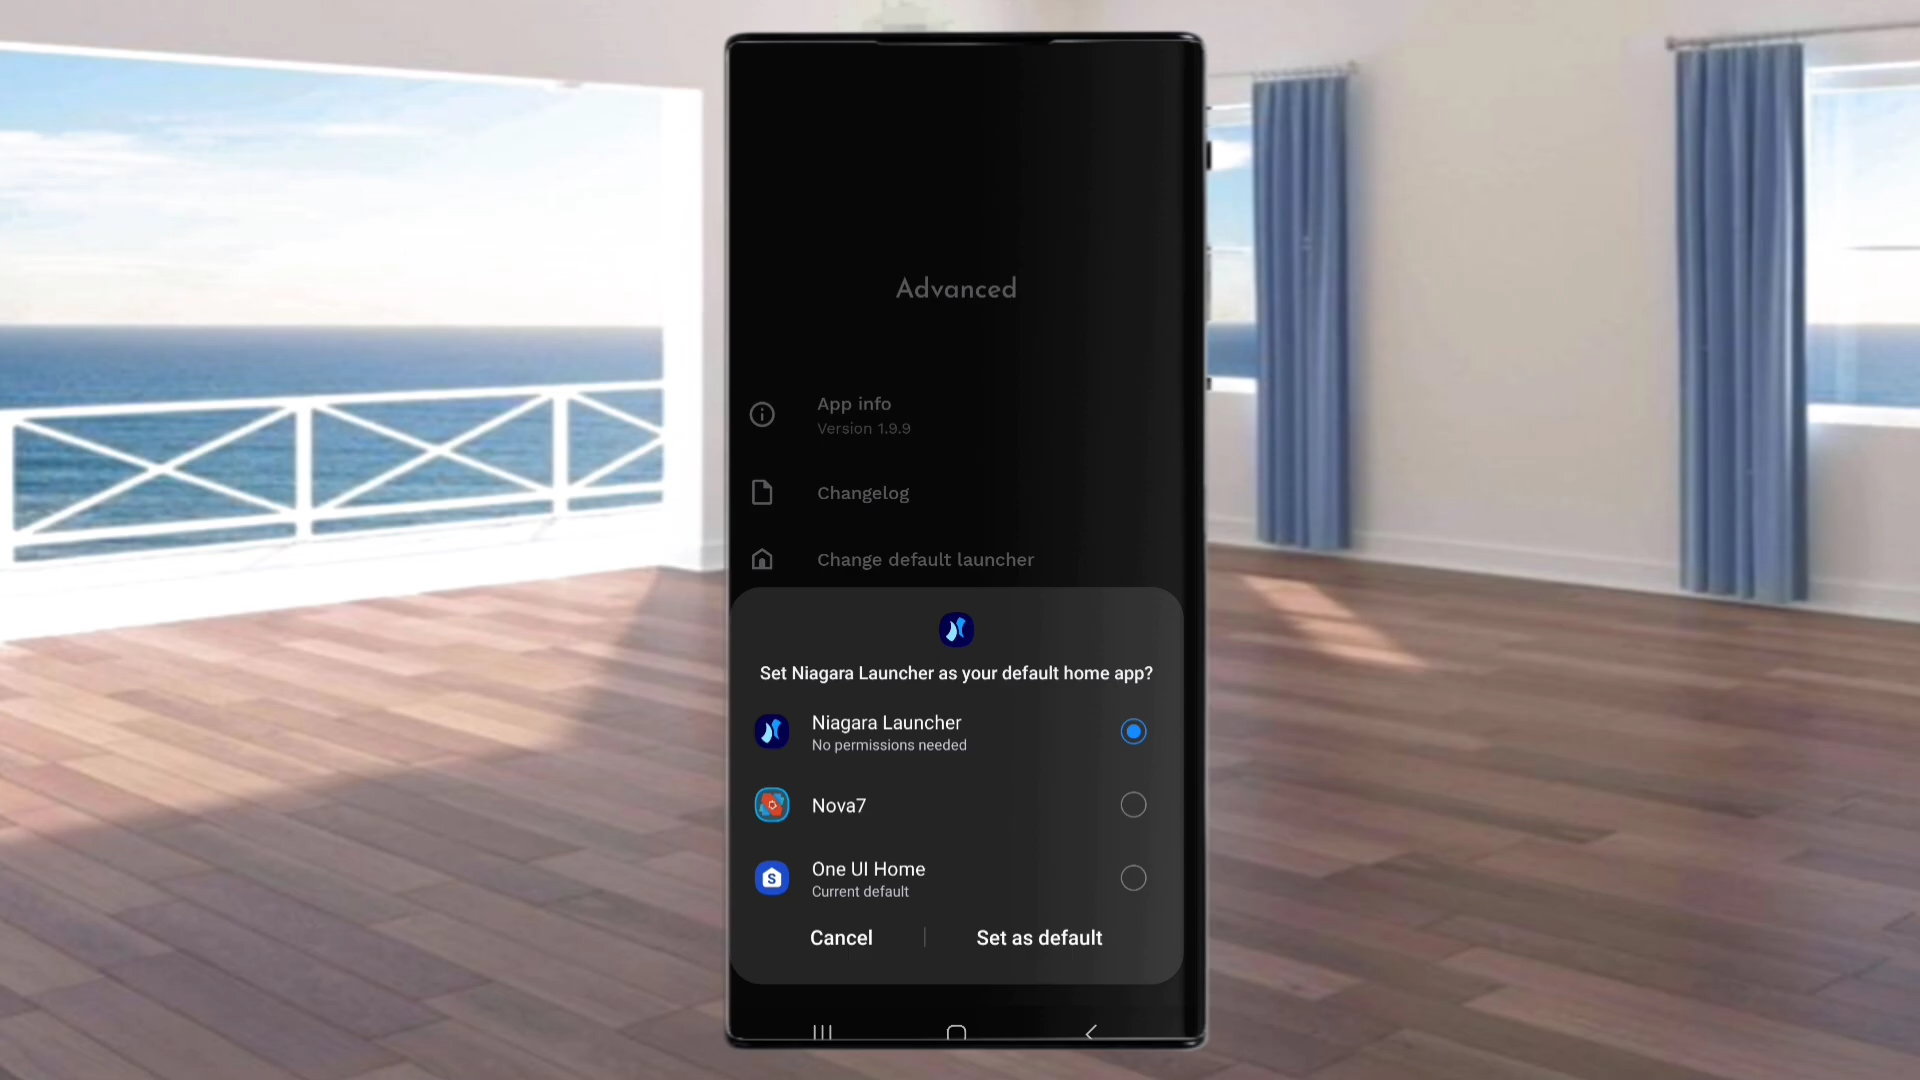 Advanced
App info
Version 1.9.9
Changelog
Change default launcher
Set Niagara Launcher as your default home app?
Niagara Launcher
No permissions needed
Nova7
One UI Home
Current default
Cancel
Set as default